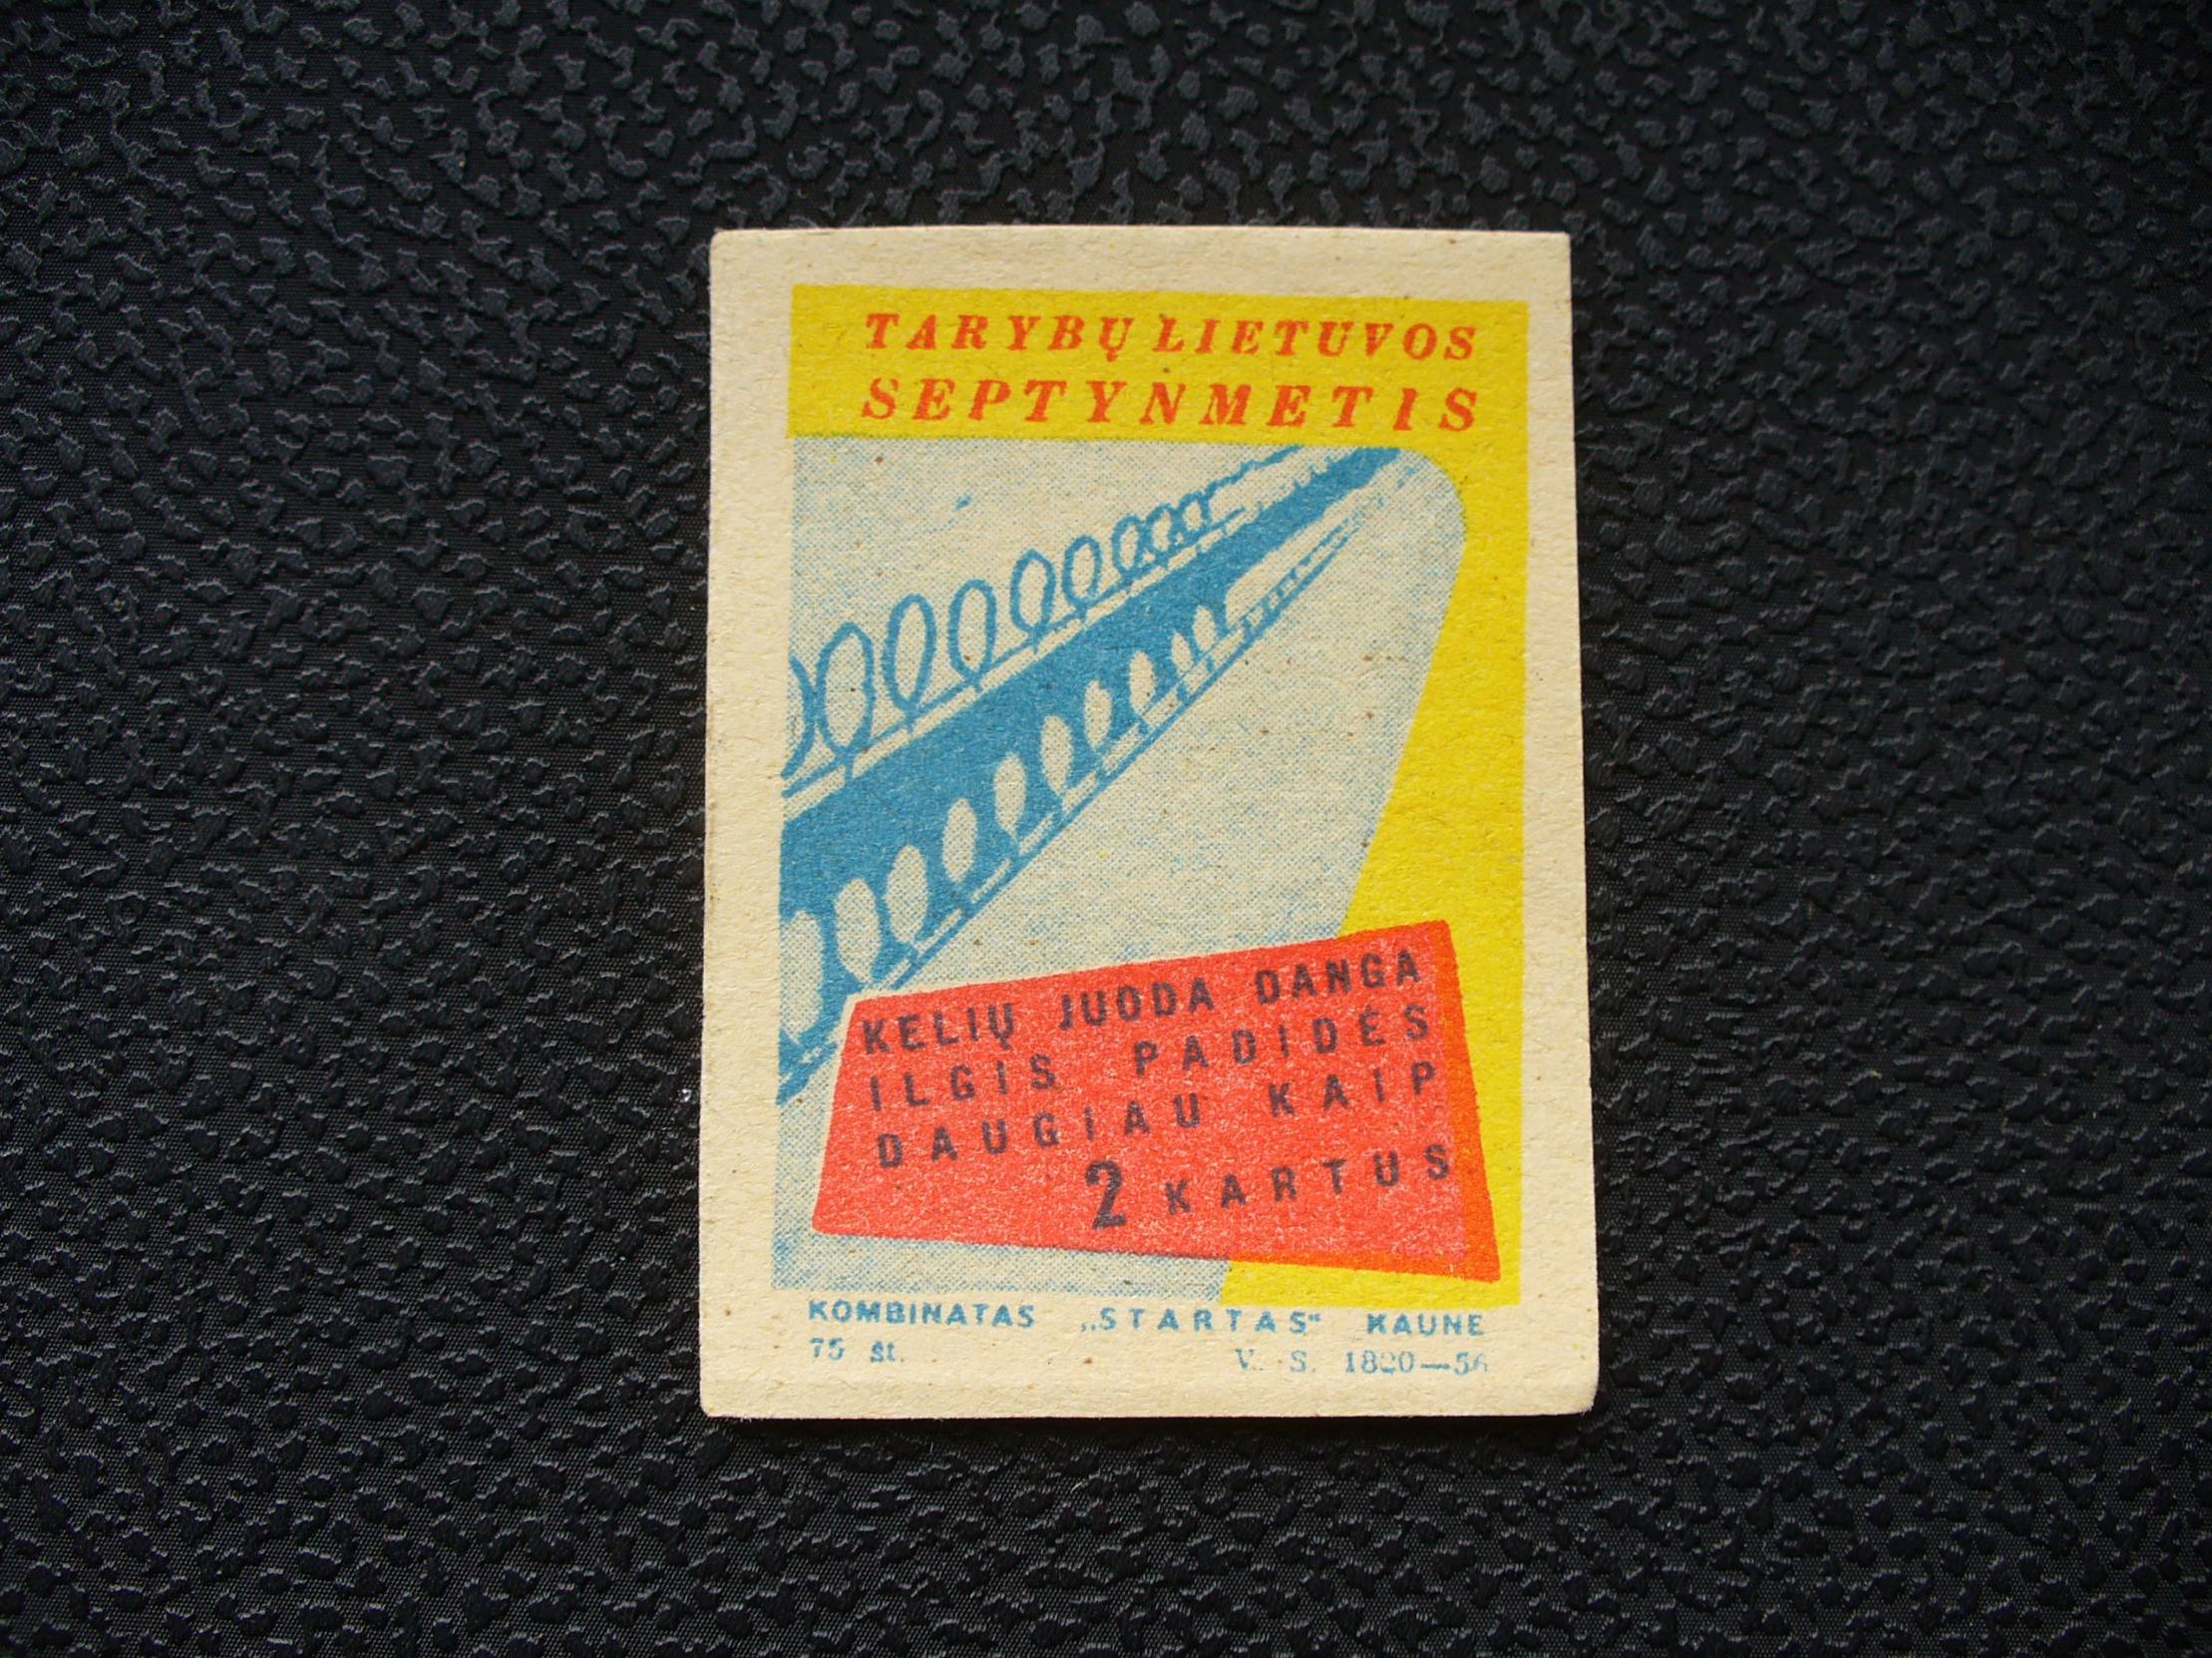 TARYBŲ LIETUVOS
SEPTYNMETIS
KELIŲ JUODA DANGA
ILGIS PADIDĖS
DAUGIAU KAIP
2 KARTUS
KOMBINATAS „STARTAS“ KAUNE
75 št. V. S. 1820—56